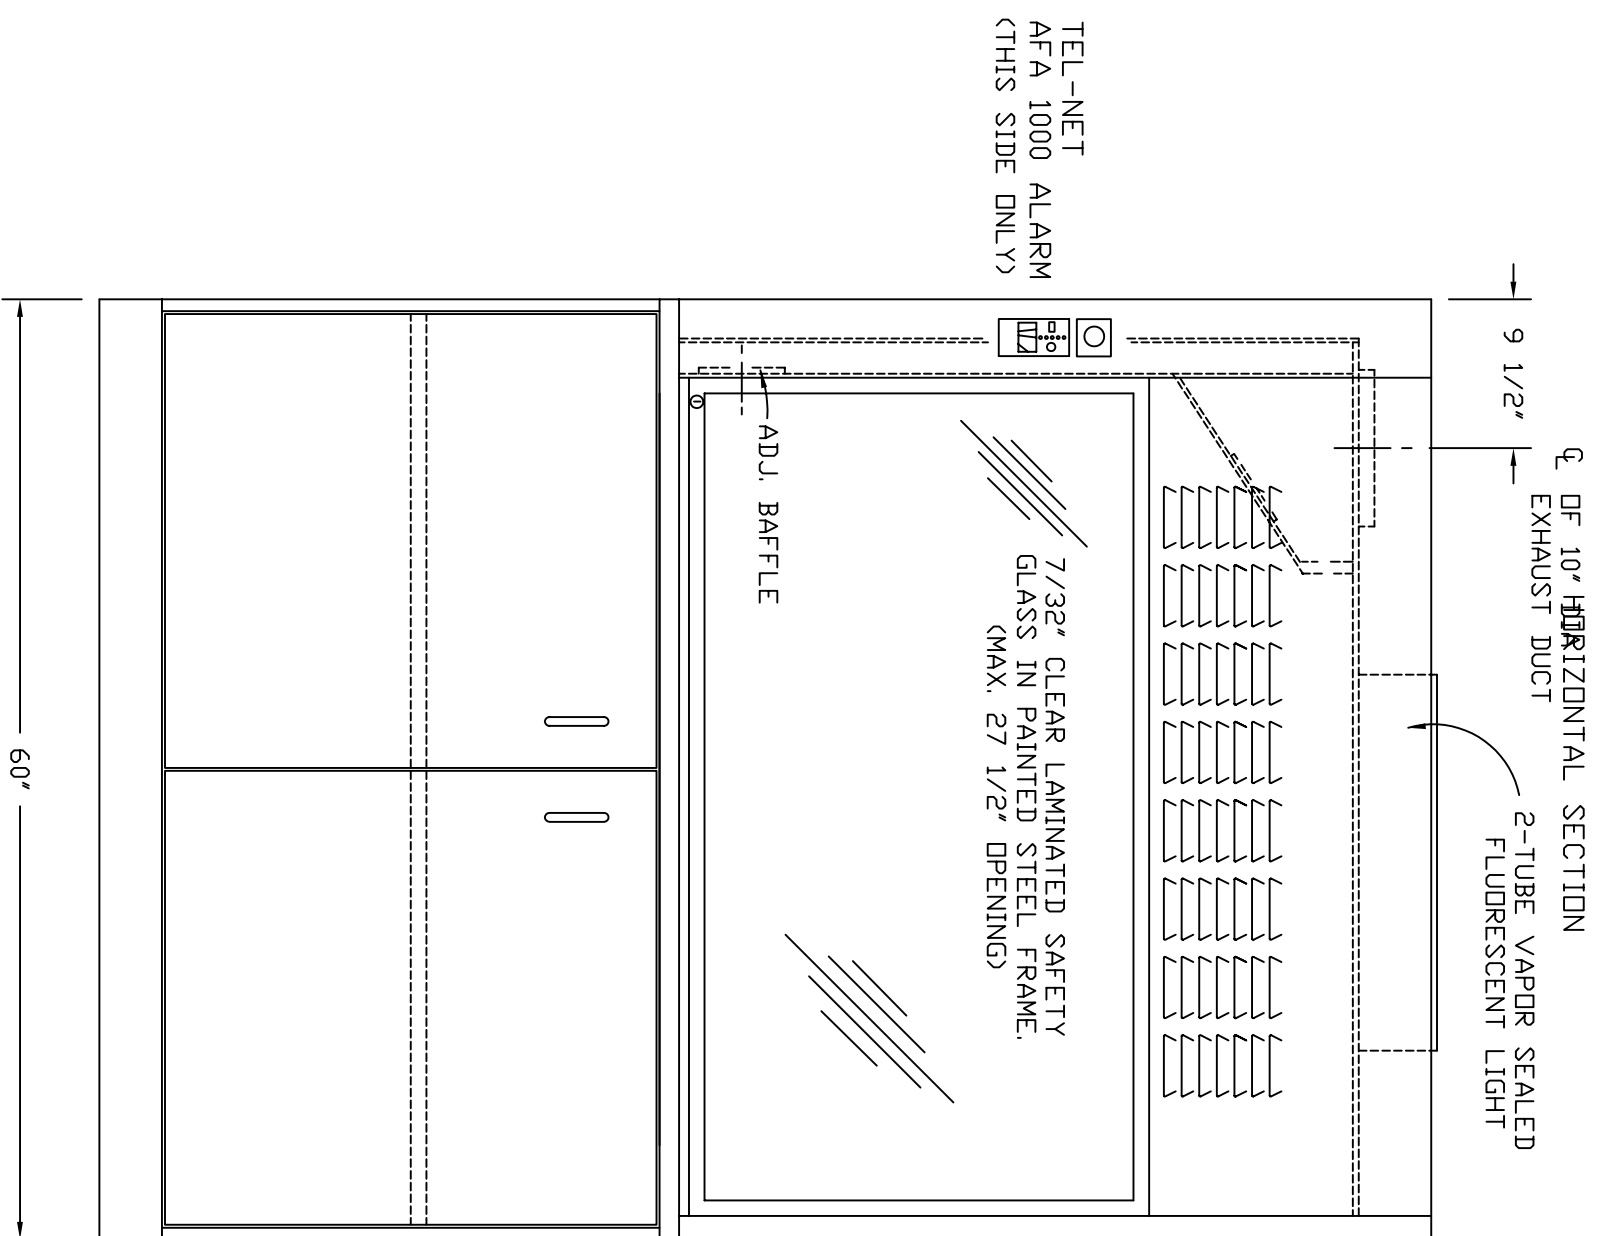 TEL-NET
AFA 1000 ALARM
(THIS SIDE ONLY)
9 1/2"
℄ OF 10" DIA HORIZONTAL SECTION
EXHAUST DUCT
2-TUBE VAPOR SEALED
FLUORESCENT LIGHT
7/32" CLEAR LAMINATED SAFETY
GLASS IN PAINTED STEEL FRAME.
(MAX. 27 1/2" OPENING)
ADJ. BAFFLE
60"